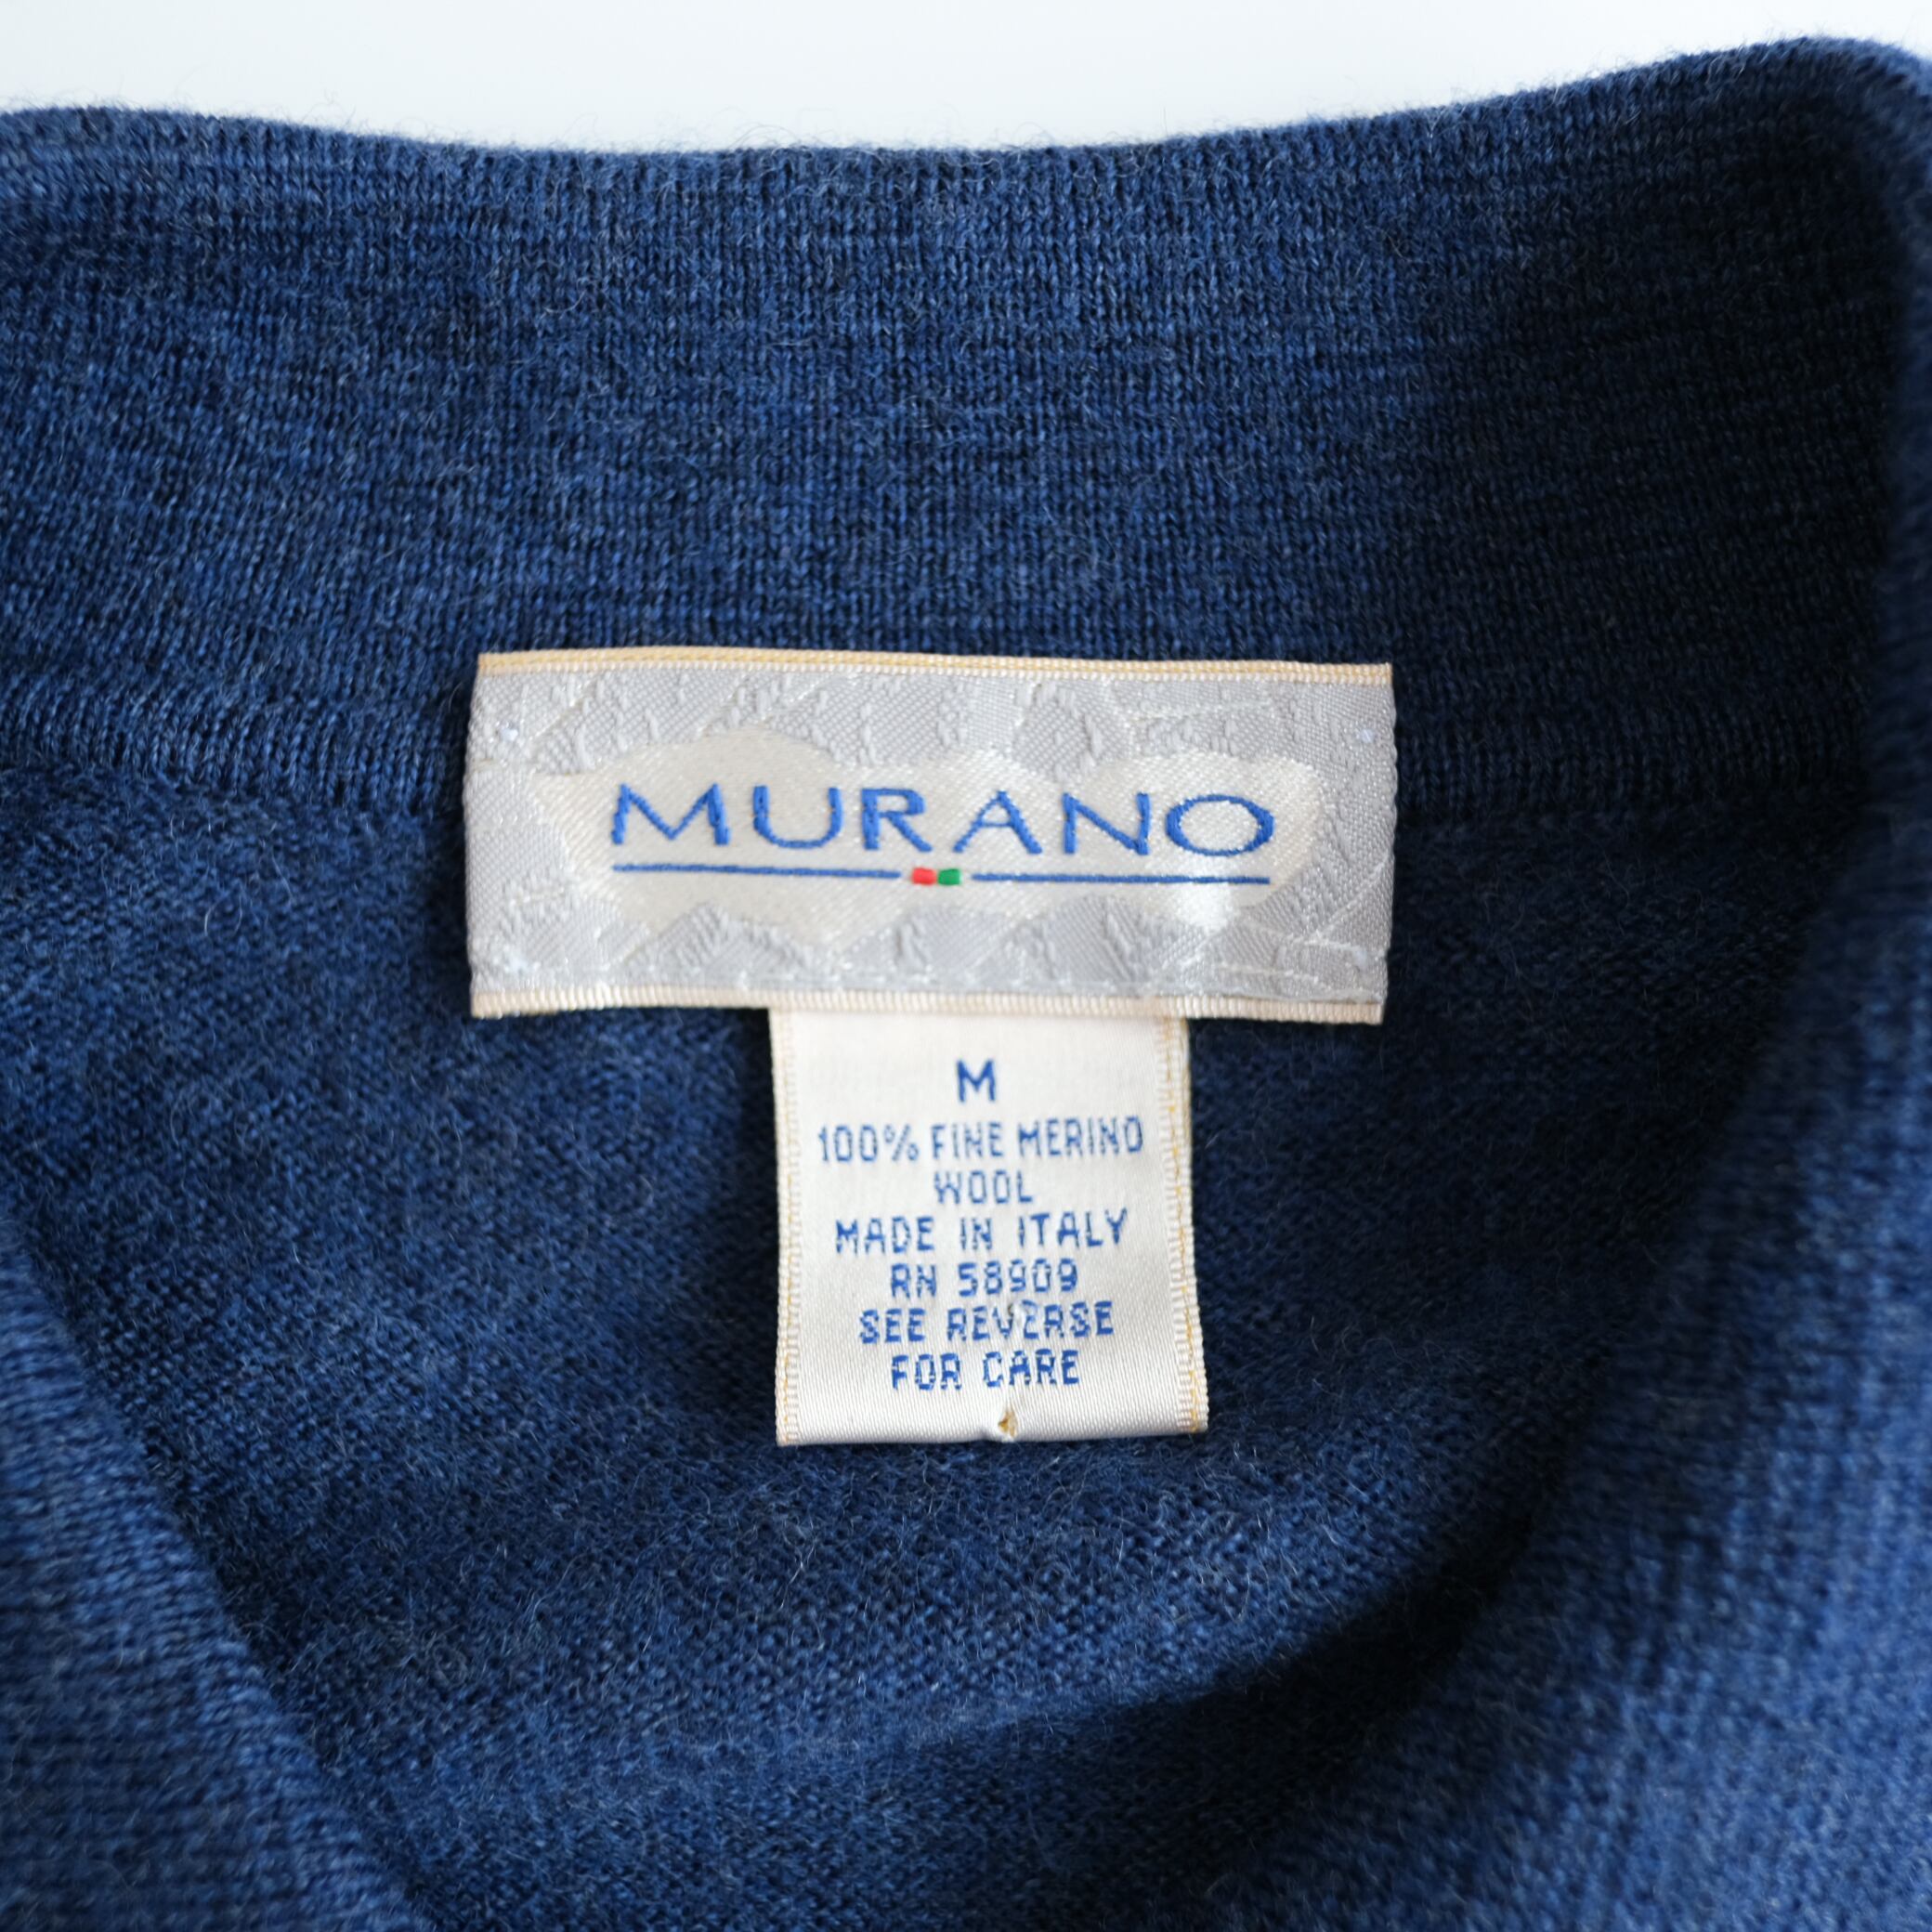 MURANO
M
100% FINE MERINO
WOOL
MADE IN ITALY
RN 58909
SEE REVERSE
FOR CARE